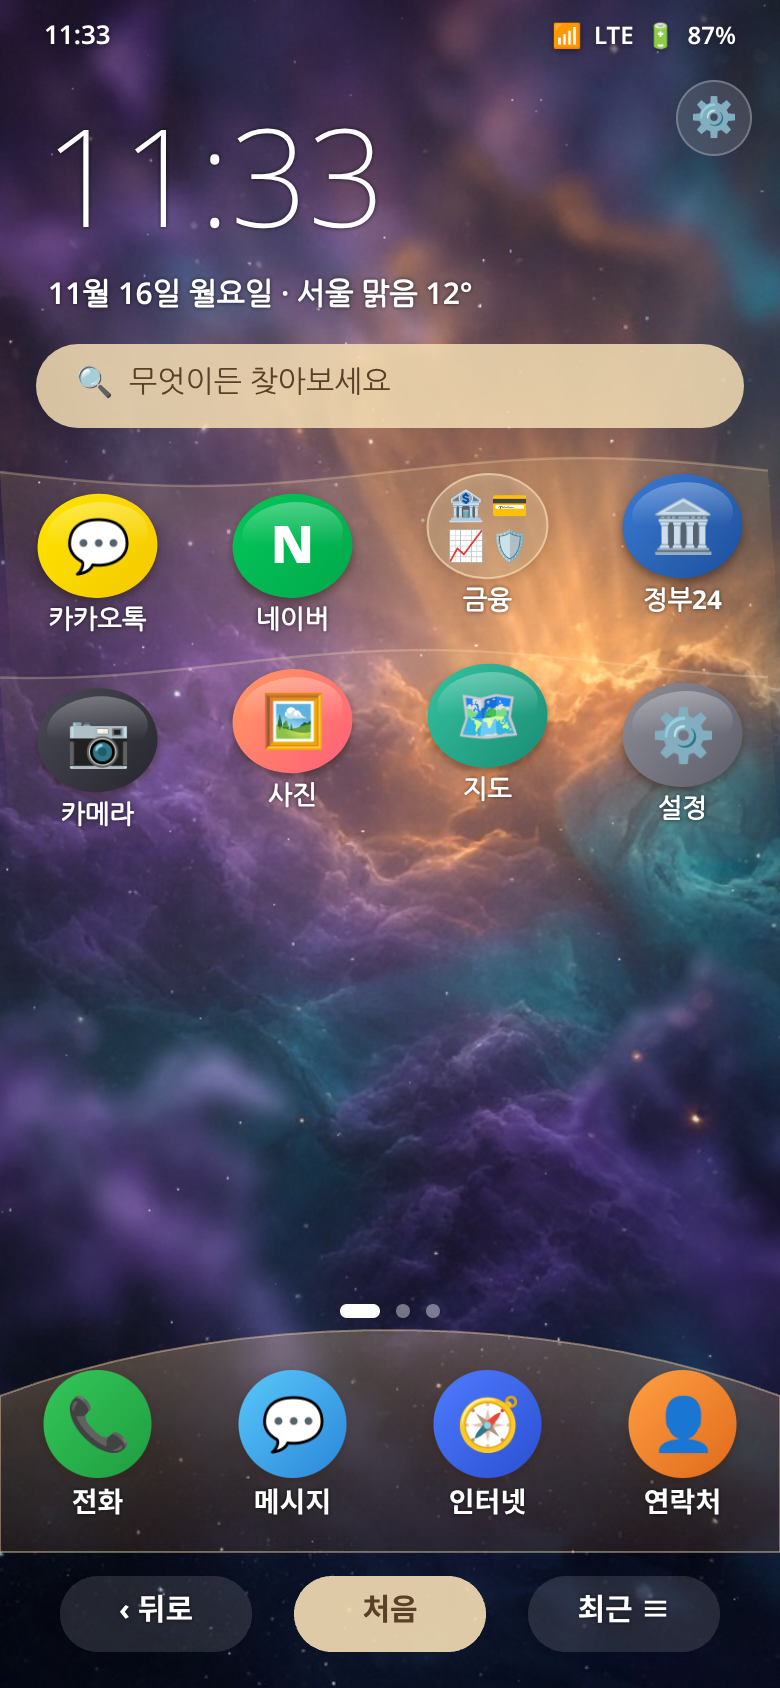 11:33 LTE 87%
11:33
11월 16일 월요일 · 서울 맑음 12°
무엇이든 찾아보세요
N
카카오톡 네이버 금융 정부24
카메라 사진 지도 설정
전화 메시지 인터넷 연락처
‹ 뒤로 처음 최근 ≡